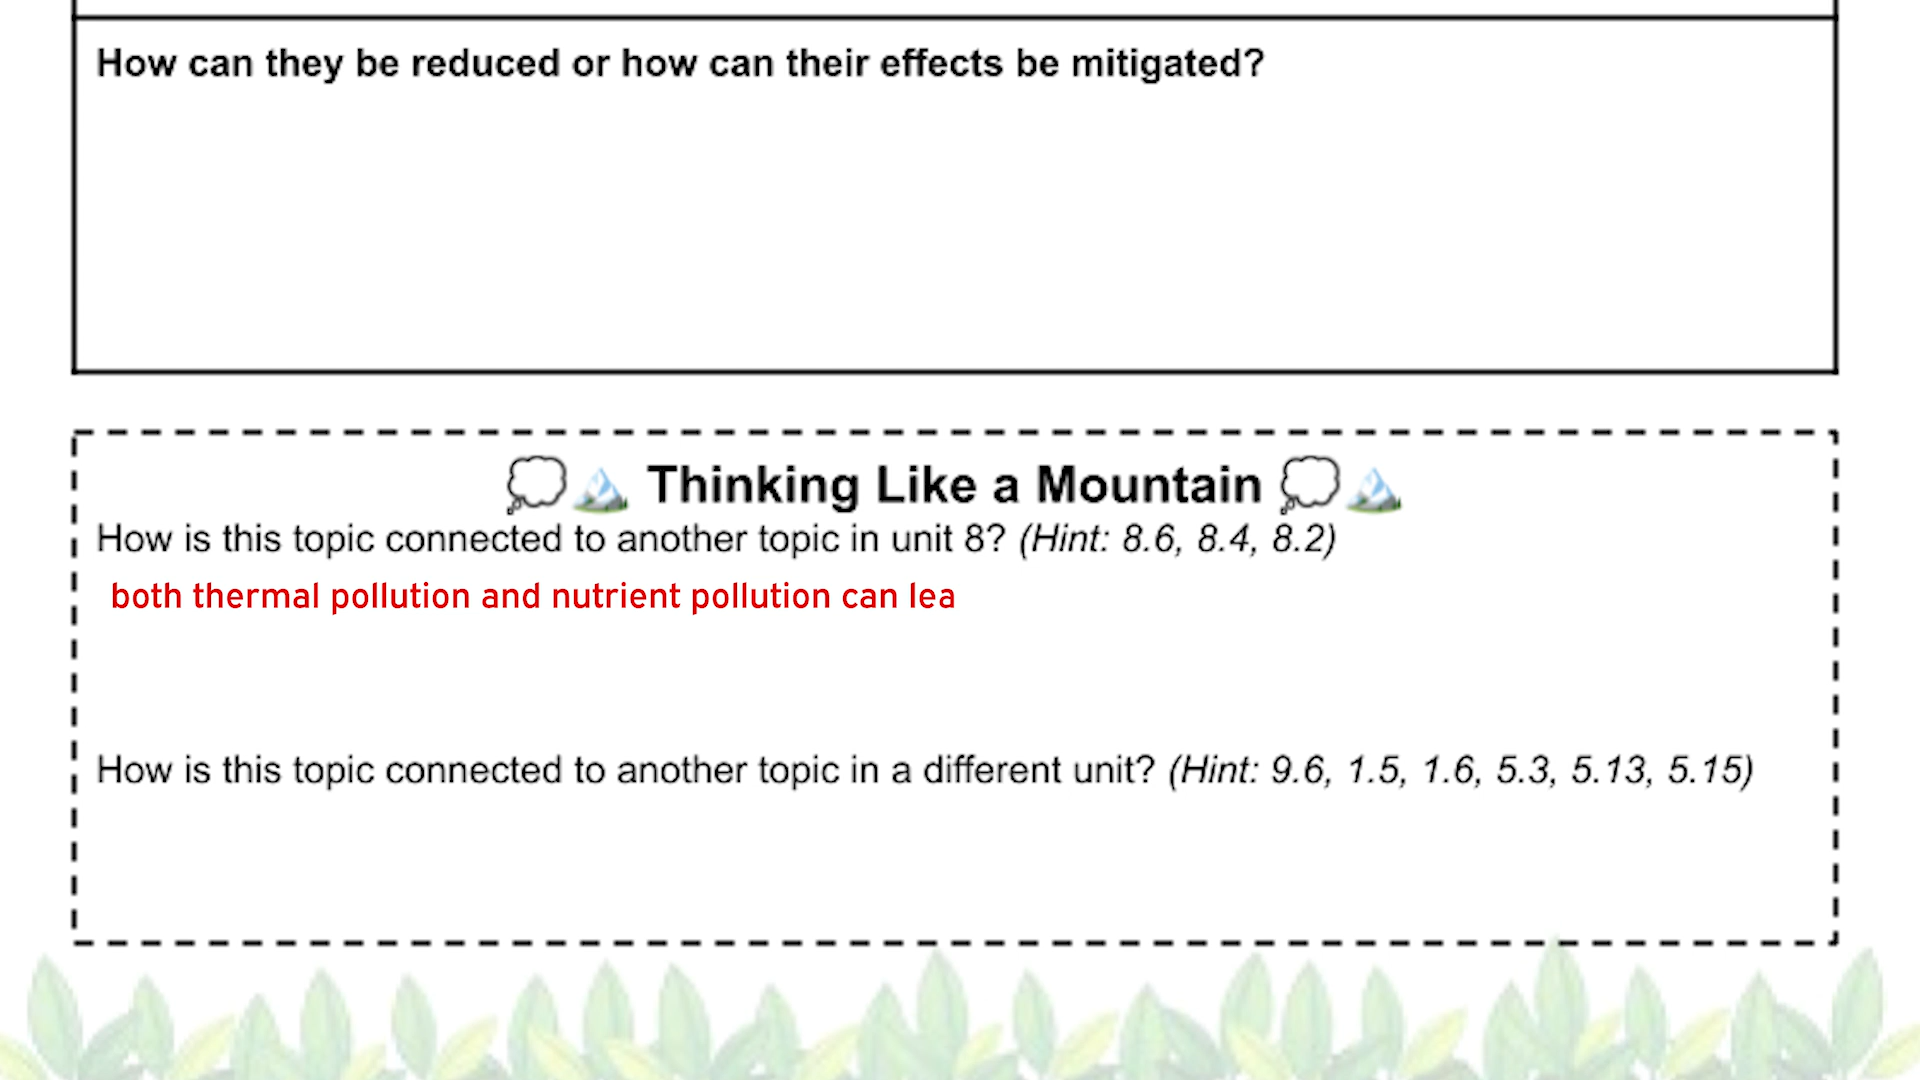 How can they be reduced or how can their effects be mitigated?
Thinking Like a Mountain
How is this topic connected to another topic in unit 8? (Hint: 8.6, 8.4, 8.2)
both thermal pollution and nutrient pollution can lea
How is this topic connected to another topic in a different unit? (Hint: 9.6, 1.5, 1.6, 5.3, 5.13, 5.15)